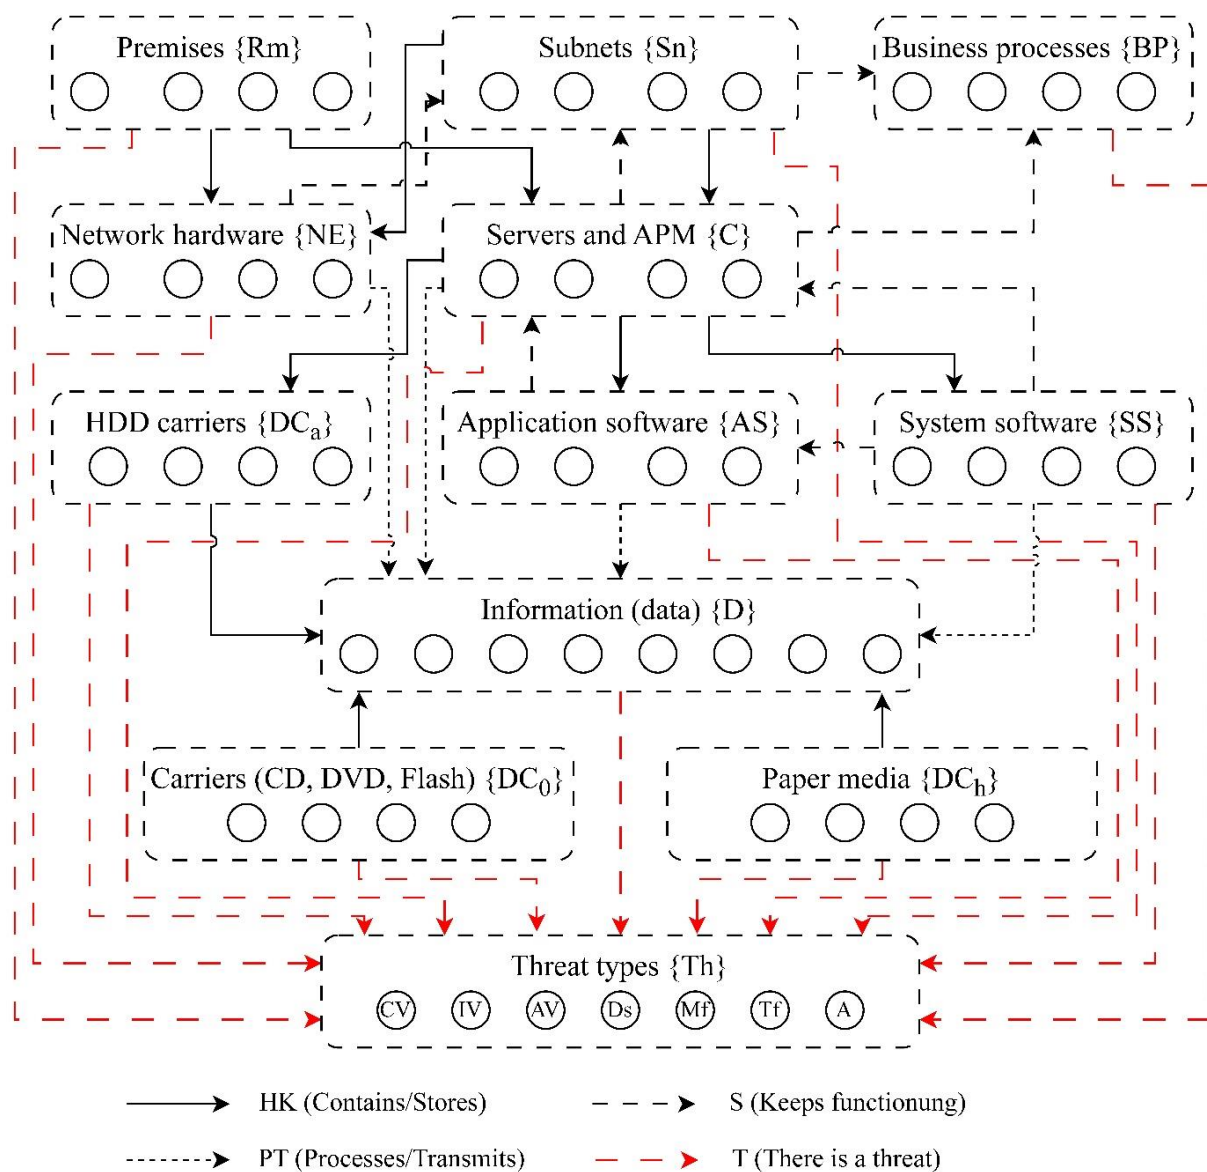 Premises {Rm}
Subnets {Sn}
Business processes {BP}
Network hardware {NE}
Servers and APM {C}
HDD carriers {DCa}
Application software {AS}
System software {SS}
Information (data) {D}
Carriers (CD, DVD, Flash) {DC0}
Paper media {DCh}
Threat types {Th}
CV IV AV Ds Mf Tf A
HK (Contains/Stores)
S (Keeps functionung)
PT (Processes/Transmits)
T (There is a threat)